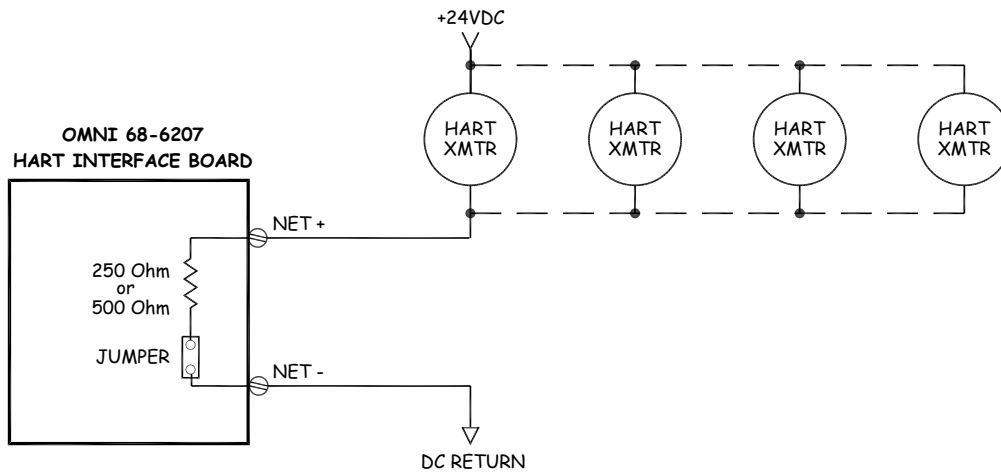 +24VDC
HART
XMTR
HART
XMTR
HART
XMTR
HART
XMTR
OMNI 68-6207
HART INTERFACE BOARD
NET +
250 Ohm
or
500 Ohm
JUMPER
NET -
DC RETURN